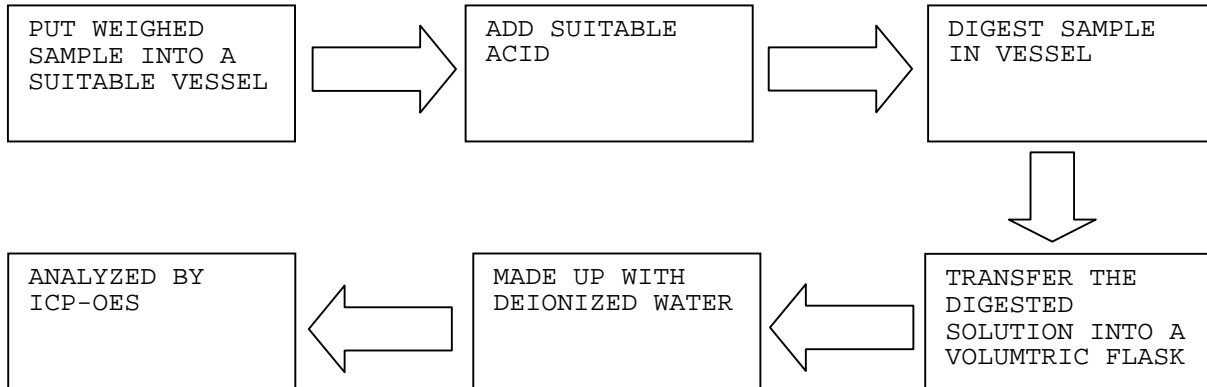 PUT WEIGHED
SAMPLE INTO A
SUITABLE VESSEL
ADD SUITABLE
ACID
DIGEST SAMPLE
IN VESSEL
TRANSFER THE
DIGESTED
SOLUTION INTO A
VOLUMTRIC FLASK
MADE UP WITH
DEIONIZED WATER
ANALYZED BY
ICP-OES